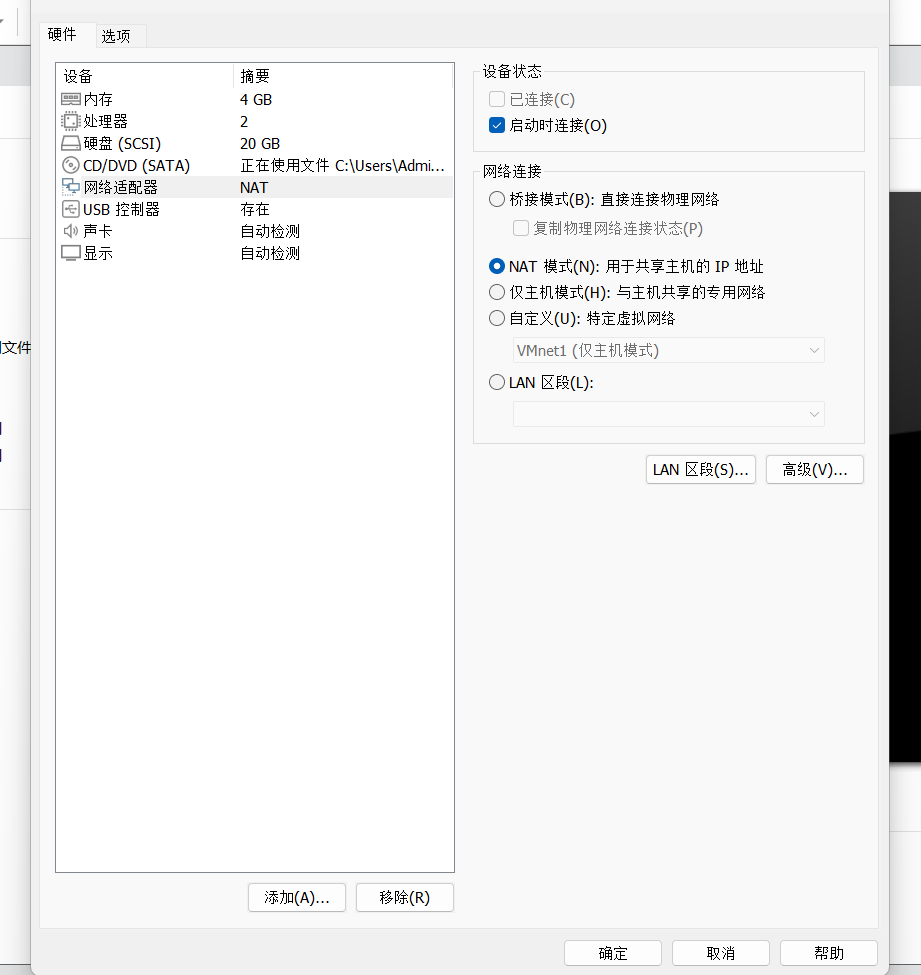 硬件 选项
设备 摘要
内存 4 GB
处理器 2
硬盘 (SCSI) 20 GB
CD/DVD (SATA) 正在使用文件 C:\Users\Admi...
网络适配器 NAT
USB 控制器 存在
声卡 自动检测
显示 自动检测
文件
添加(A)... 移除(R)
设备状态
已连接(C)
启动时连接(O)
网络连接
桥接模式(B): 直接连接物理网络
复制物理网络连接状态(P)
NAT 模式(N): 用于共享主机的 IP 地址
仅主机模式(H): 与主机共享的专用网络
自定义(U): 特定虚拟网络
VMnet1 (仅主机模式)
LAN 区段(L):
LAN 区段(S)... 高级(V)...
确定 取消 帮助